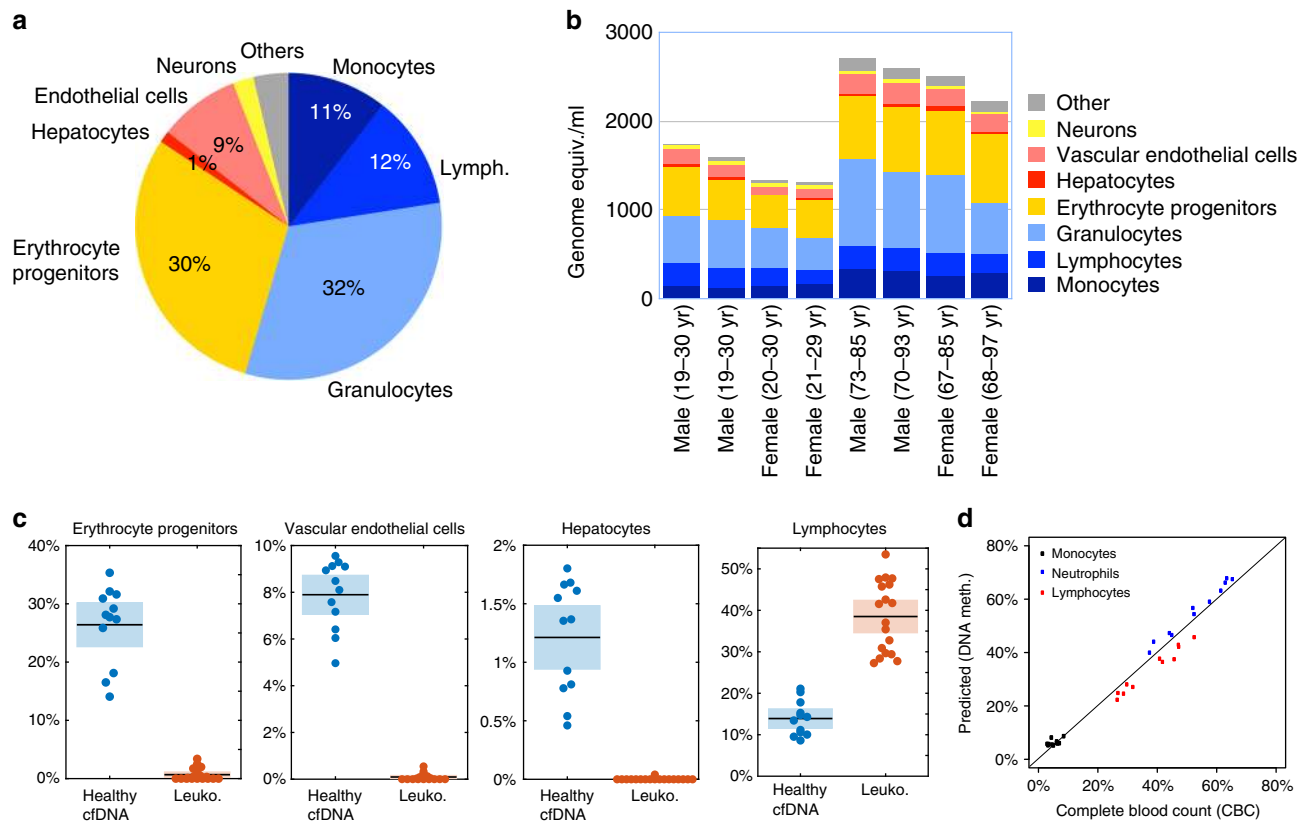 a
Others
Neurons
Monocytes
Endothelial cells
11%
Hepatocytes
9%
12%
1%
Lymph.
Erythrocyte
progenitors
30%
32%
Granulocytes
b
3000
2000
1000
0
Genome equiv./ml
Male (19–30 yr)
Male (19–30 yr)
Female (20–30 yr)
Female (21–29 yr)
Male (73–85 yr)
Male (70–93 yr)
Female (67–85 yr)
Female (68–97 yr)
Other
Neurons
Vascular endothelial cells
Hepatocytes
Erythrocyte progenitors
Granulocytes
Lymphocytes
Monocytes
c
Erythrocyte progenitors
40%
30%
20%
10%
0%
Healthy
cfDNA
Leuko.
Vascular endothelial cells
10%
8%
6%
4%
2%
0%
Healthy
cfDNA
Leuko.
Hepatocytes
2%
1.5%
1%
0.5%
0%
Healthy
cfDNA
Leuko.
Lymphocytes
50%
40%
30%
20%
10%
0%
Healthy
cfDNA
Leuko.
d
80%
60%
40%
20%
0%
Predicted (DNA meth.)
Monocytes
Neutrophils
Lymphocytes
0%
20%
40%
60%
80%
Complete blood count (CBC)